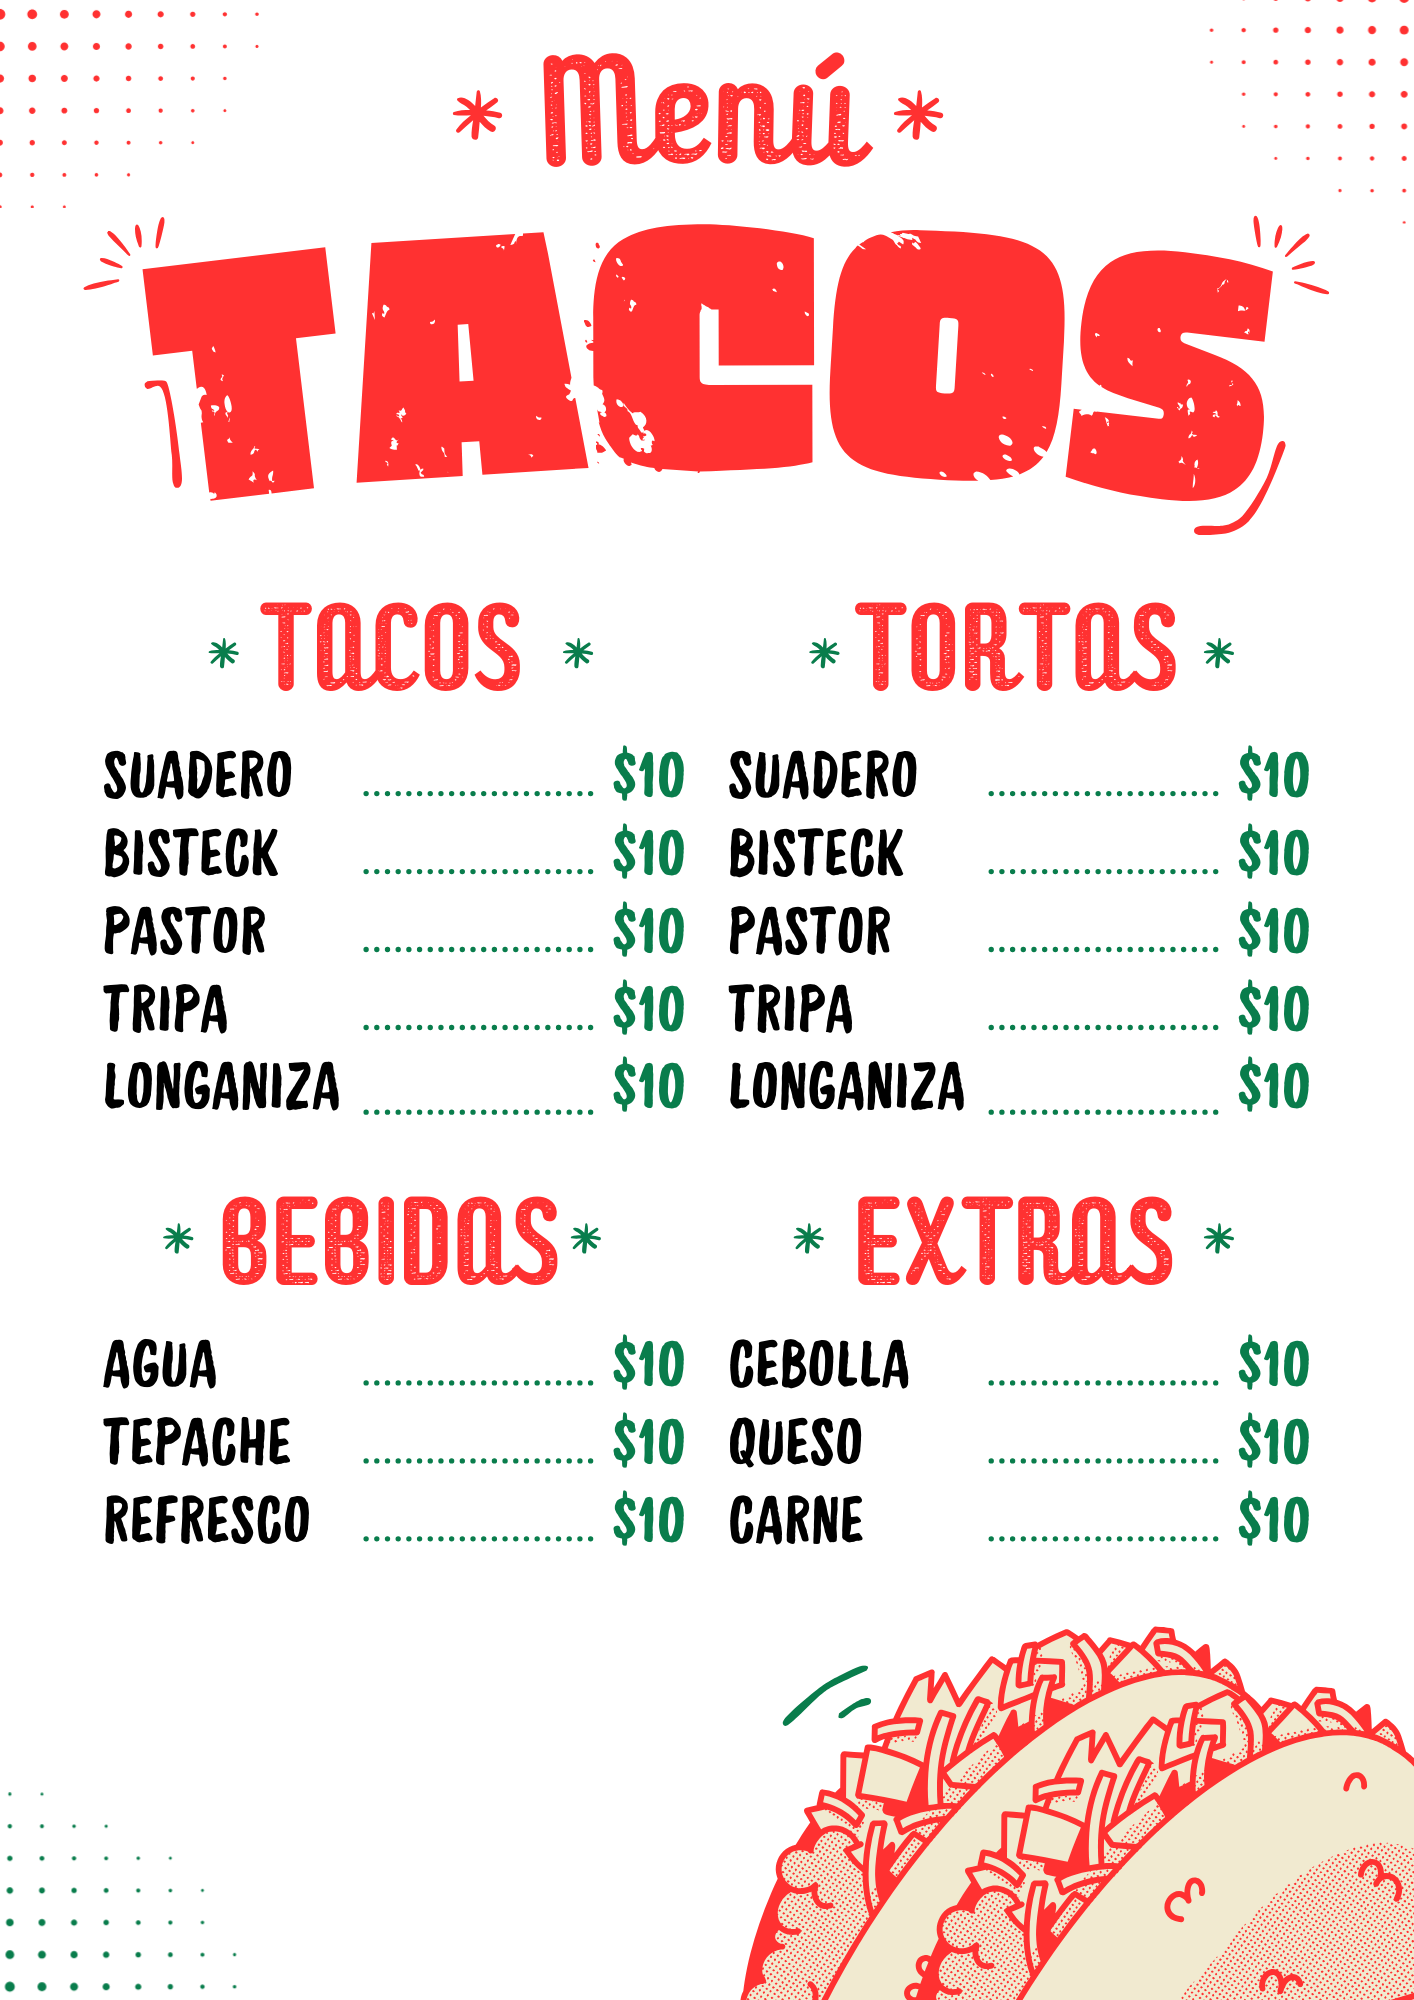 Menú
TACOS
TACOS
SUADERO ...................... $10
BISTECK ...................... $10
PASTOR ...................... $10
TRIPA ...................... $10
LONGANIZA ...................... $10
TORTAS
SUADERO ...................... $10
BISTECK ...................... $10
PASTOR ...................... $10
TRIPA ...................... $10
LONGANIZA ...................... $10
BEBIDAS
AGUA ...................... $10
TEPACHE ...................... $10
REFRESCO ...................... $10
EXTRAS
CEBOLLA ...................... $10
QUESO ...................... $10
CARNE ...................... $10